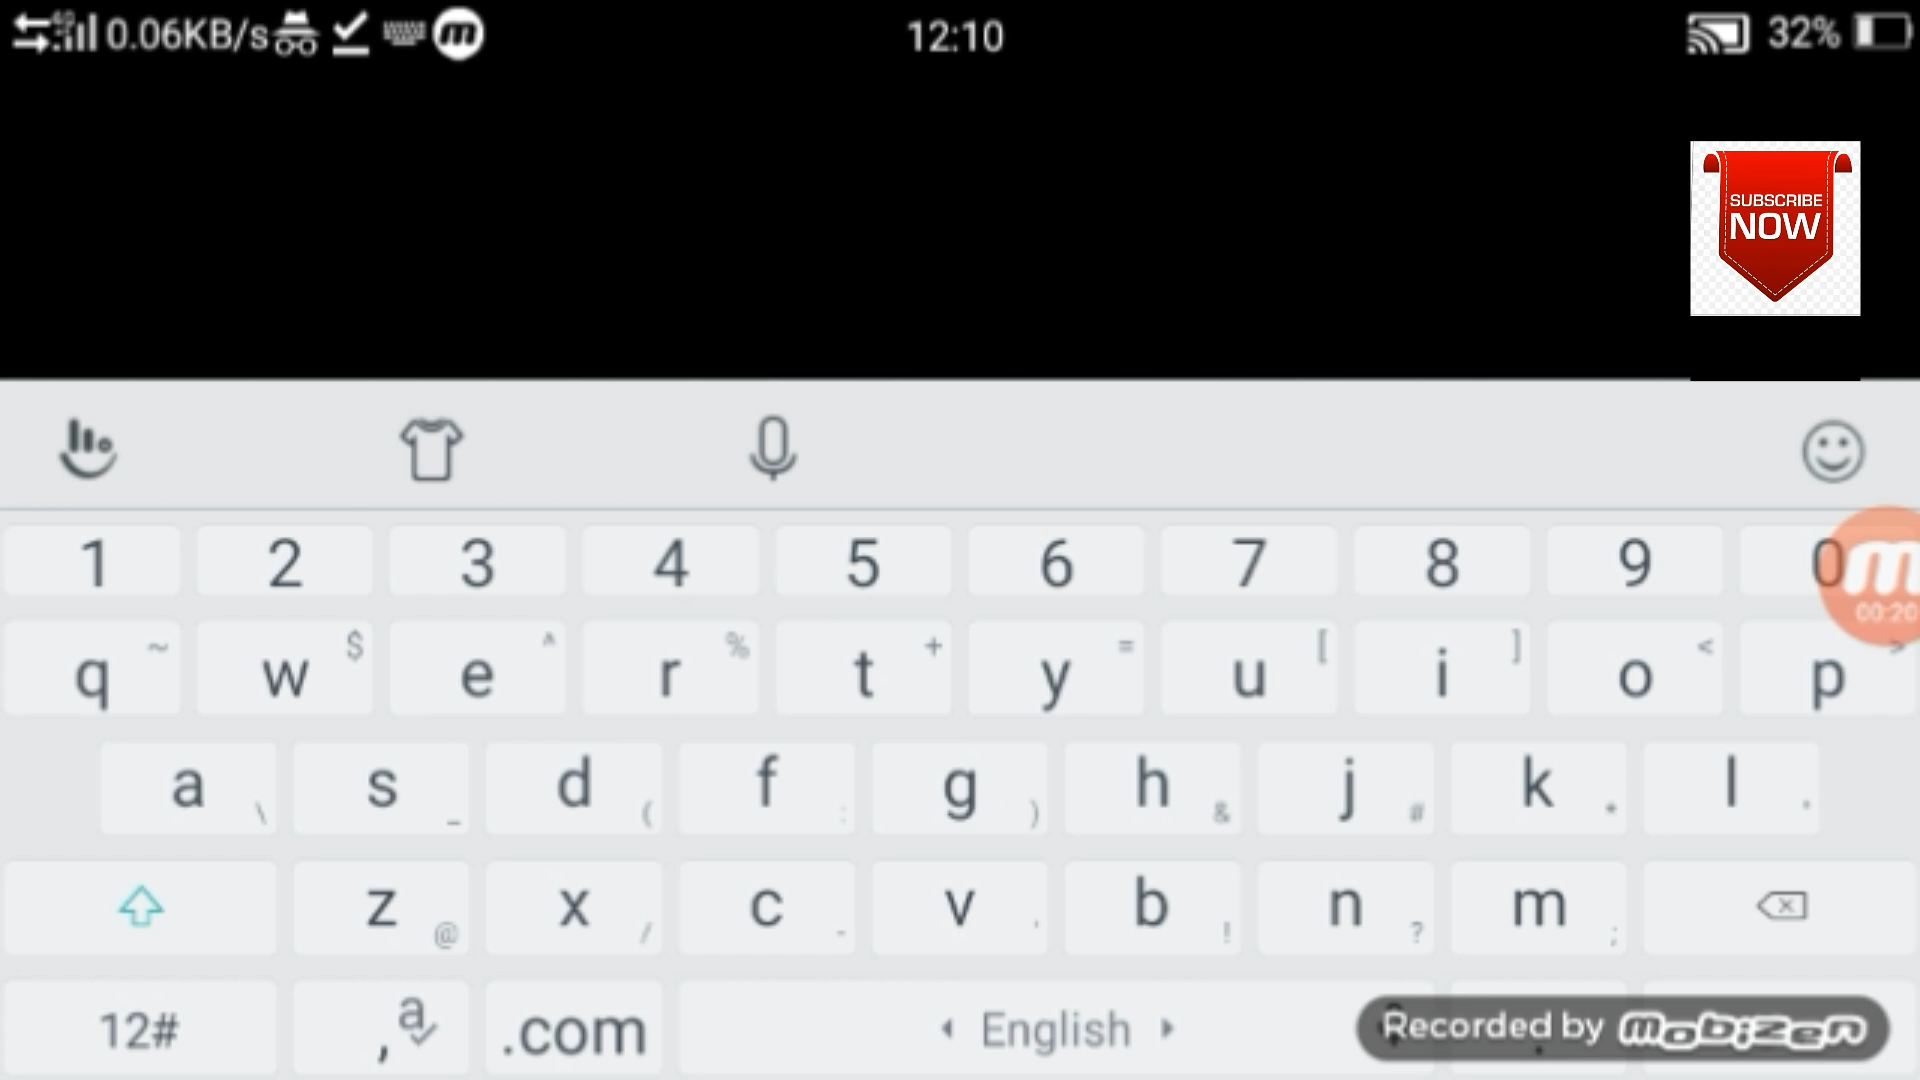 4G 0.06KB/s m 12:10 32%
SUBSCRIBE
NOW
1 2 3 4 5 6 7 8 9 0
m
00:20
q ~ w $ e ^ r % t + y = u [ i ] o < p >
a \ s _ d ( f : g ) h & j # k * l '
z @ x / c - v b ! n ? m ;
12# , a .com English
Recorded by mobizen